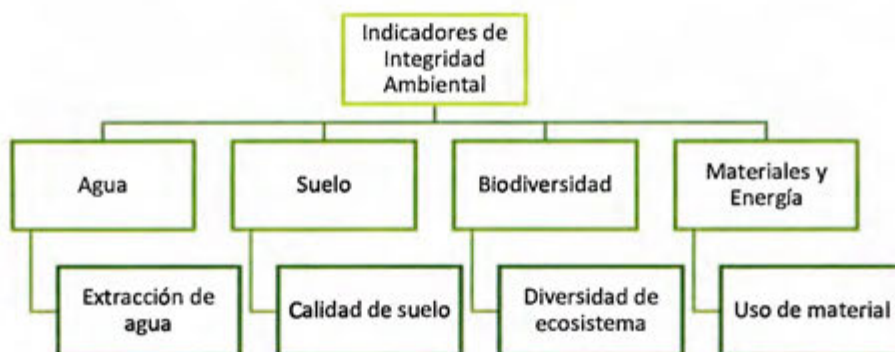 Indicadores de
Integridad
Ambiental
Agua
Suelo
Biodiversidad
Materiales y
Energía
Extracción de
agua
Calidad de suelo
Diversidad de
ecosistema
Uso de material